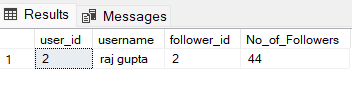 Results Messages
user_id username follower_id No_of_Followers
1 2 raj gupta 2 44